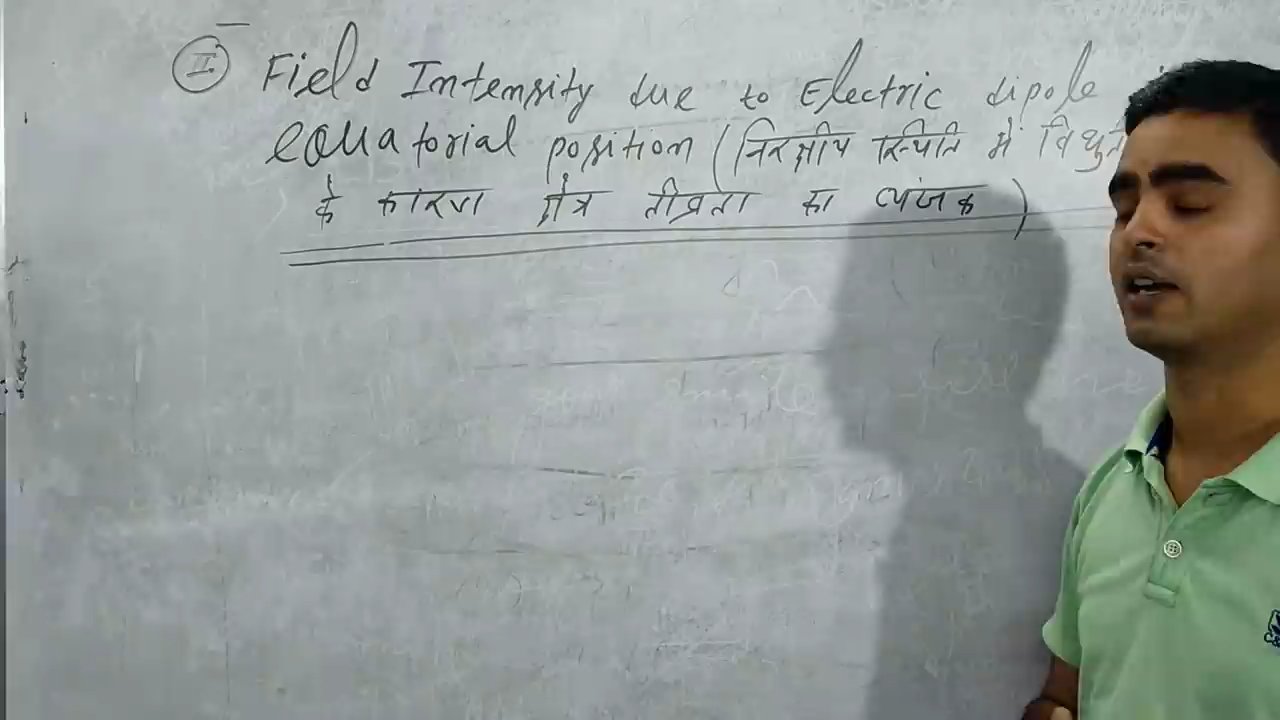 II Field Intensity due to Electric dipole
equatorial position (निरक्षीय स्थिति में विधुत
के कारण क्षेत्र तीव्रता का व्यंजक)